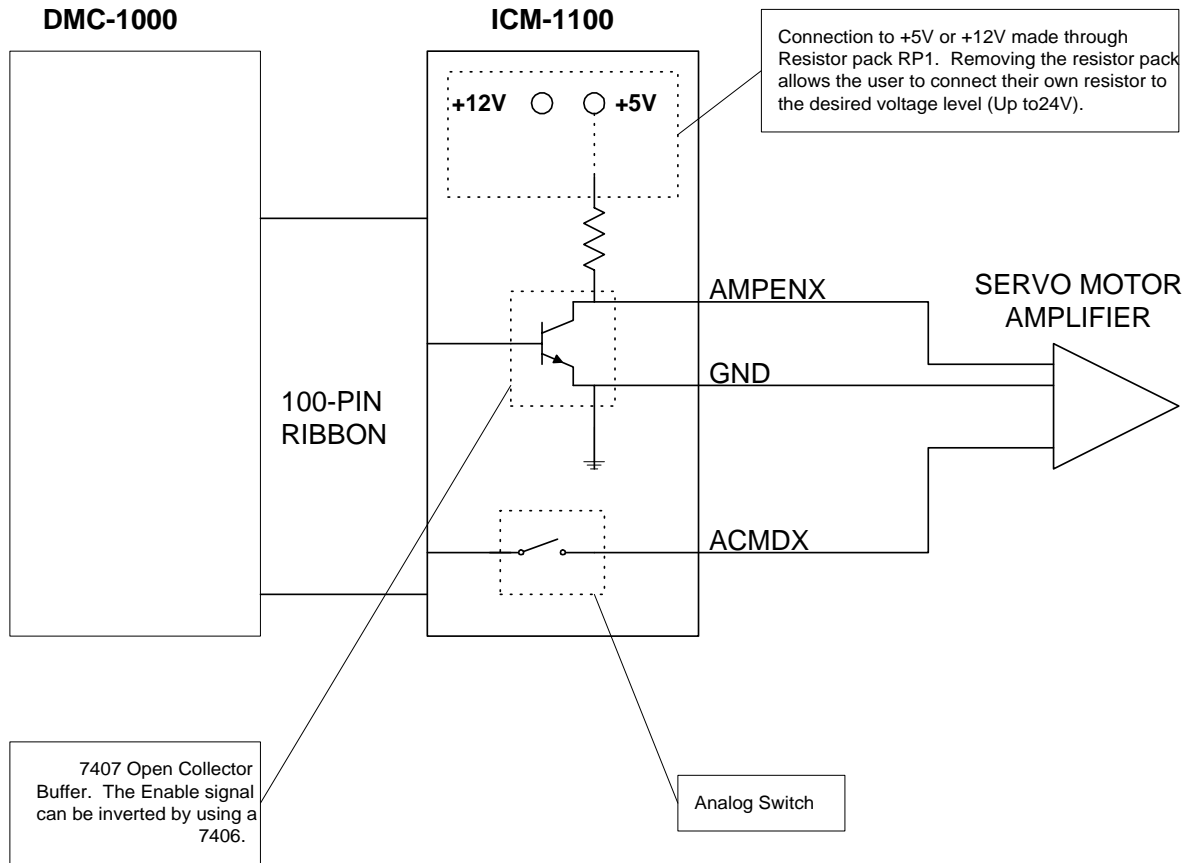 DMC-1000
ICM-1100
Connection to +5V or +12V made through
Resistor pack RP1. Removing the resistor pack
allows the user to connect their own resistor to
the desired voltage level (Up to24V).
+12V
+5V
AMPENX
SERVO MOTOR
AMPLIFIER
GND
100-PIN
RIBBON
ACMDX
7407 Open Collector
Buffer. The Enable signal
can be inverted by using a
7406.
Analog Switch